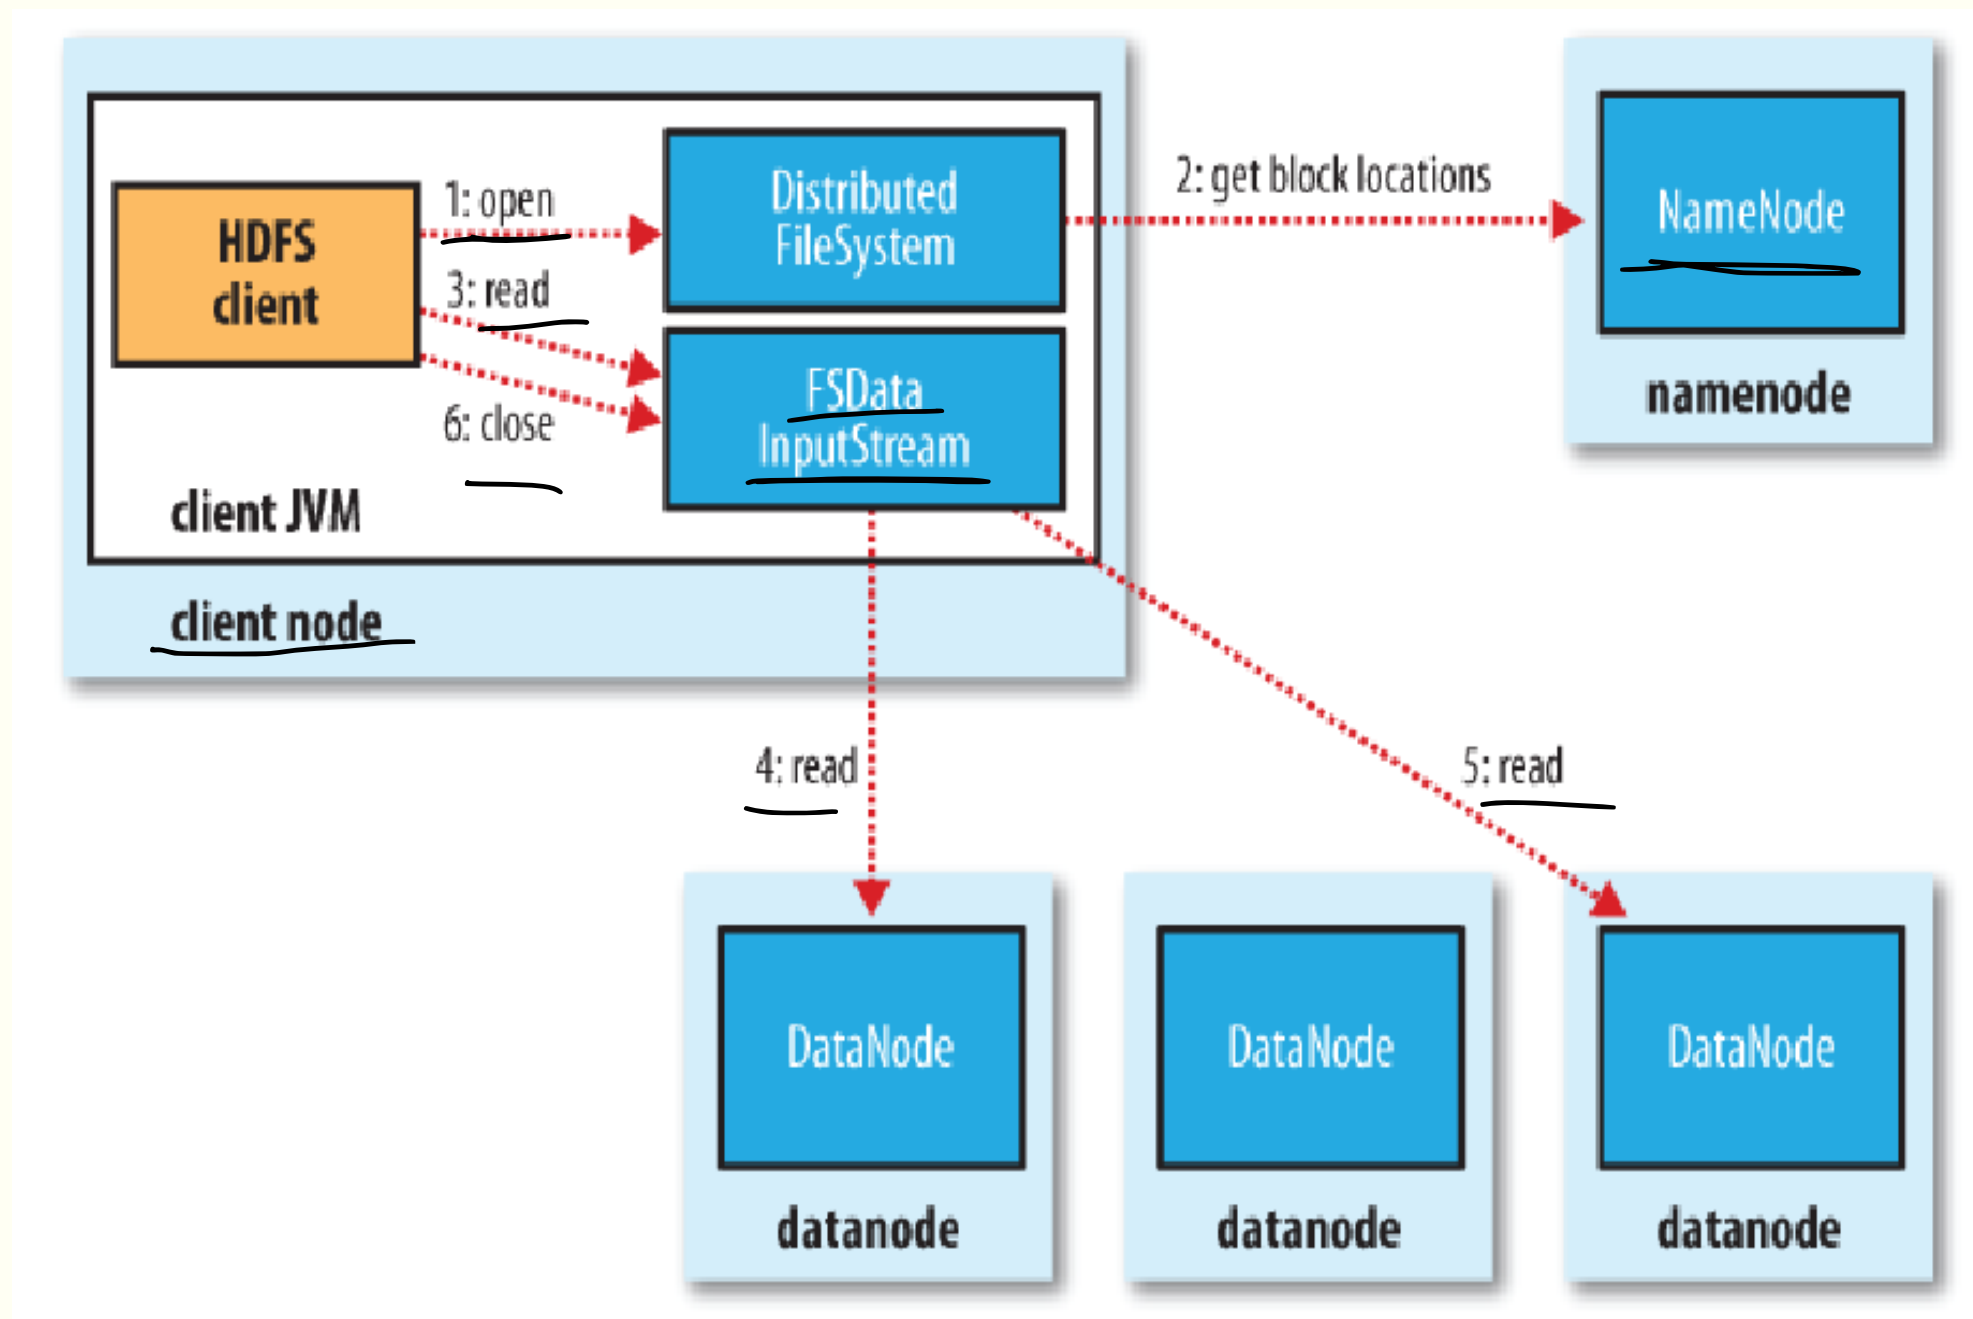 1: open
HDFS
client
3: read
6: close
client JVM
client node
Distributed
FileSystem
FSData
InputStream
2: get block locations
NameNode
namenode
4: read
5: read
DataNode
datanode
DataNode
datanode
DataNode
datanode